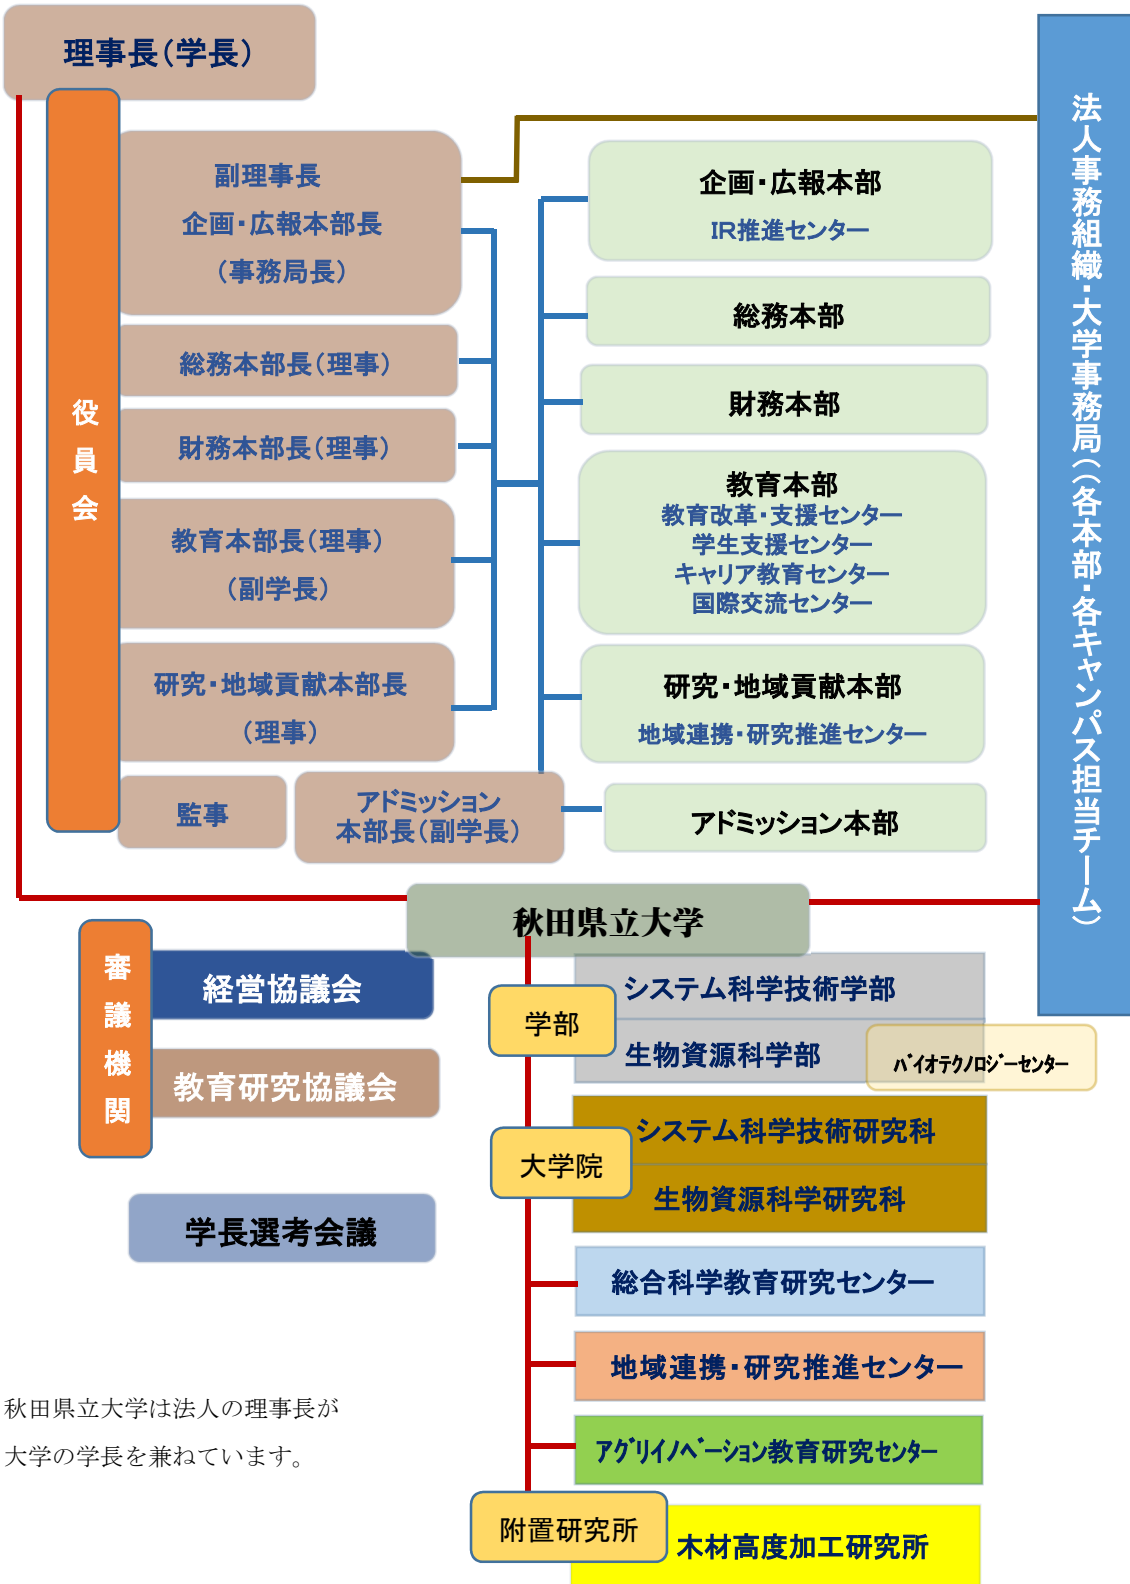 理事長（学長）
役員会
副理事長
企画・広報本部長
（事務局長）
総務本部長（理事）
財務本部長（理事）
教育本部長（理事）
（副学長）
研究・地域貢献本部長
（理事）
監事
アドミッション
本部長（副学長）
企画・広報本部
IR推進センター
総務本部
財務本部
教育本部
教育改革・支援センター
学生支援センター
キャリア教育センター
国際交流センター
研究・地域貢献本部
地域連携・研究推進センター
アドミッション本部
法人事務組織・大学事務局（（各本部・各キャンパス担当チーム）
秋田県立大学
審議機関
経営協議会
教育研究協議会
学長選考会議
学部
システム科学技術学部
生物資源科学部
ﾊﾞｲｵﾃｸﾉﾛｼﾞｰｾﾝﾀｰ
大学院
システム科学技術研究科
生物資源科学研究科
総合科学教育研究センター
地域連携・研究推進センター
ｱｸﾞﾘｲﾉﾍﾞｰｼｮﾝ教育研究ｾﾝﾀｰ
附置研究所
木材高度加工研究所
秋田県立大学は法人の理事長が
大学の学長を兼ねています。